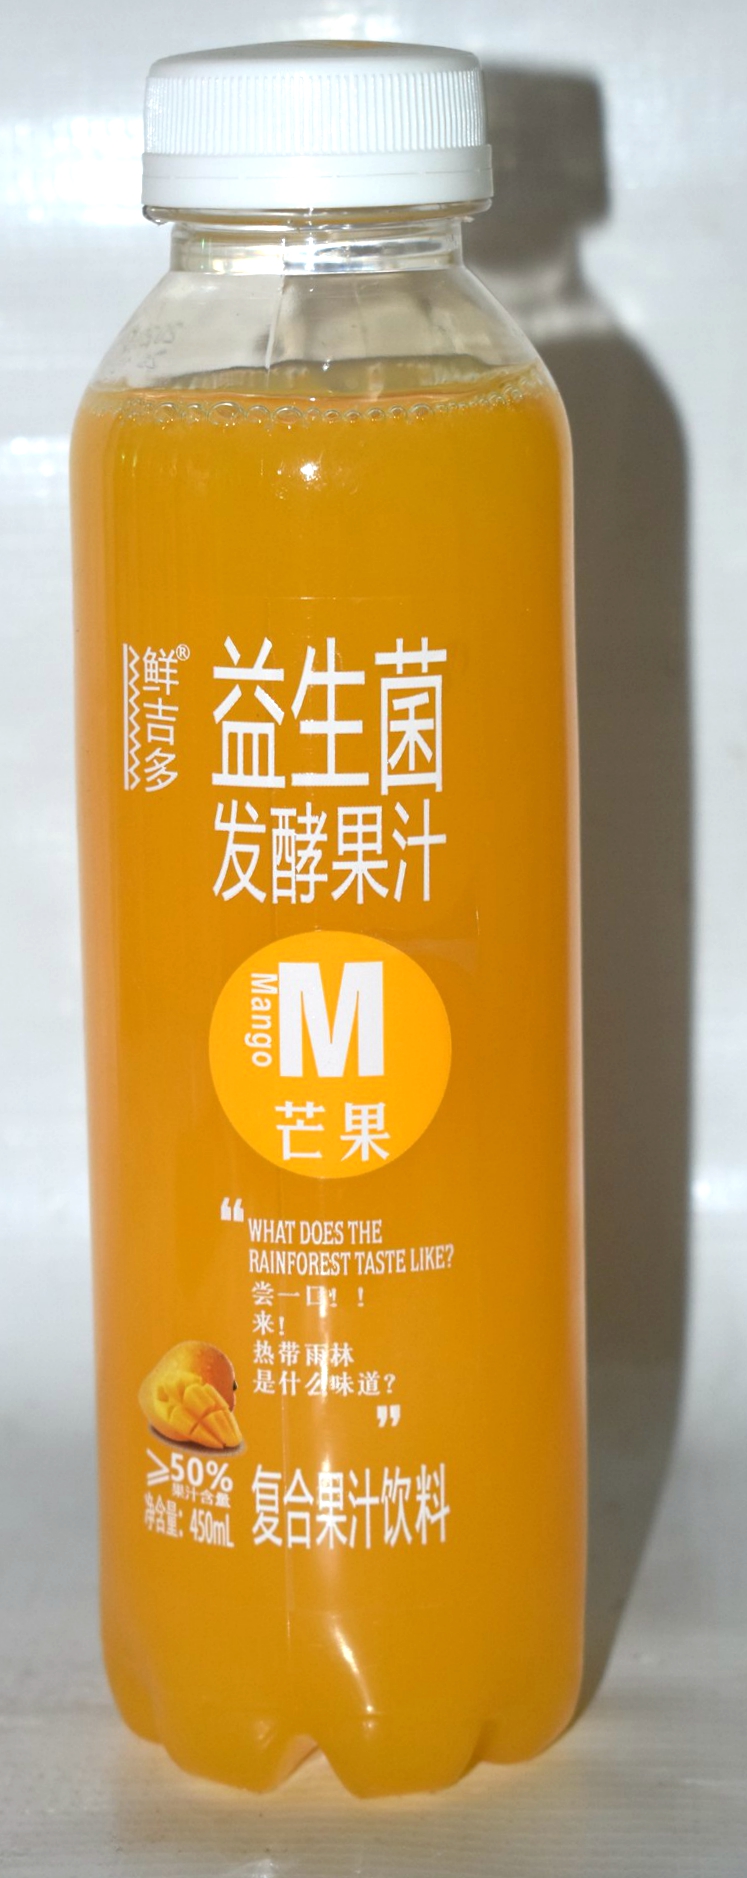 鲜吉多®
益生菌
发酵果汁
M
Mango
芒果
“WHAT DOES THE
RAINFOREST TASTE LIKE?
尝一口！！
来！
热带雨林
是什么味道？
”
≥50%
果汁含量
净含量：450mL
复合果汁饮料